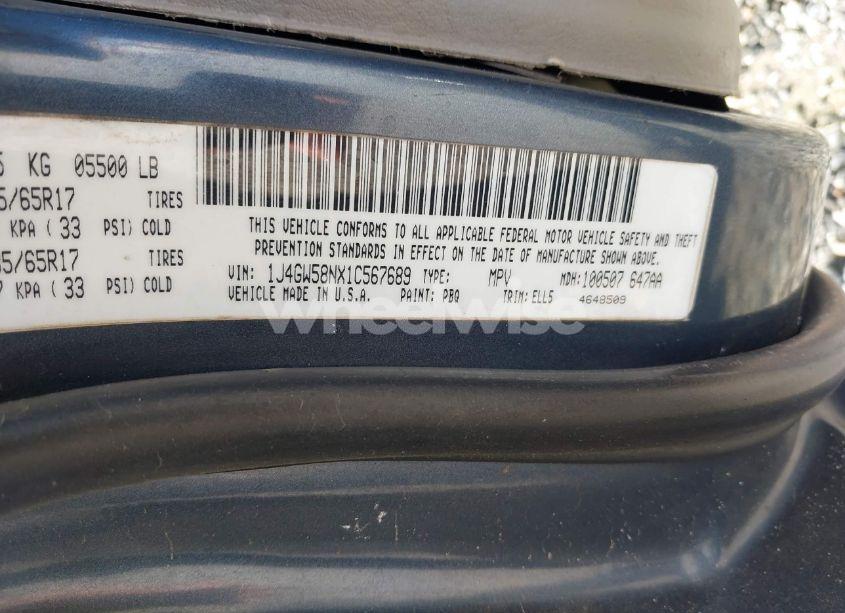 KG 05500 LB
5/65R17 TIRES
KPA ( 33 PSI) COLD
5/65R17 TIRES
KPA ( 33 PSI) COLD
THIS VEHICLE CONFORMS TO ALL APPLICABLE FEDERAL MOTOR VEHICLE SAFETY AND THEFT
PREVENTION STANDARDS IN EFFECT ON THE DATE OF MANUFACTURE SHOWN ABOVE.
VIN: 1J4GW58NX1C567689 TYPE: MPV MDH:100507 647AA
VEHICLE MADE IN U.S.A. PAINT: PBQ TRIM: ELL5 4648509
wheelwise